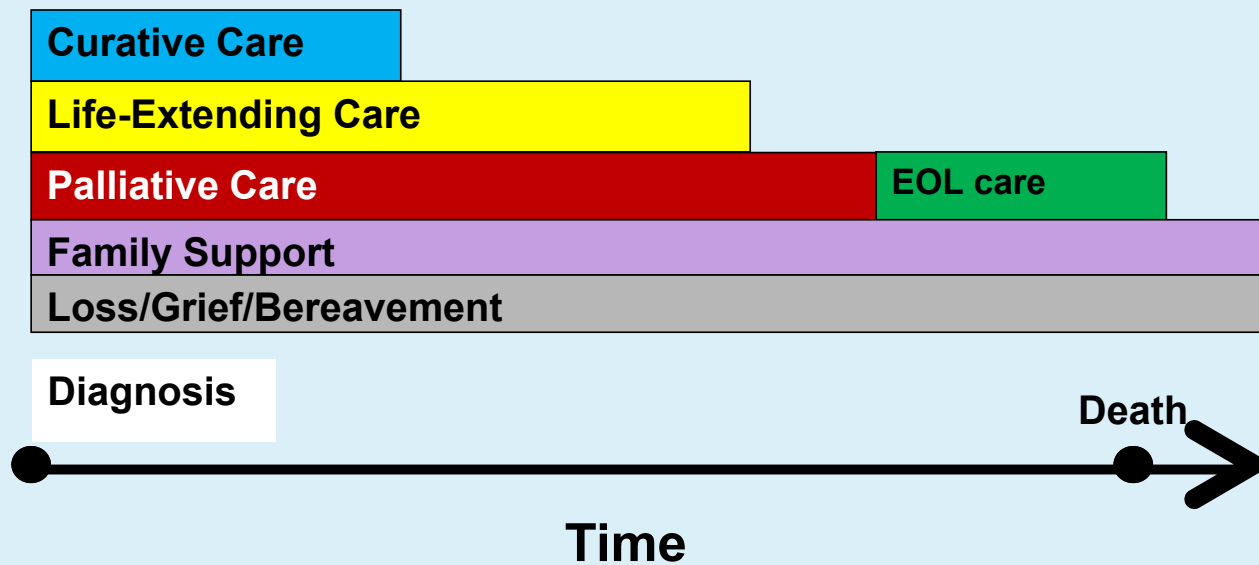 Curative Care
Life-Extending Care
Palliative Care
EOL care
Family Support
Loss/Grief/Bereavement
Diagnosis
Death
Time